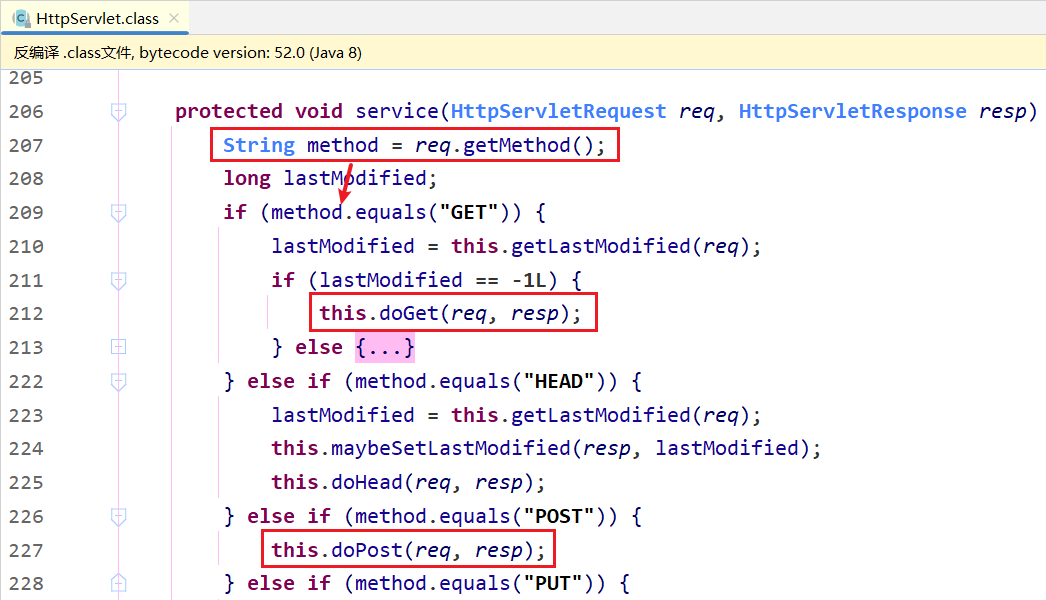 HttpServlet.class
反编译 .class文件, bytecode version: 52.0 (Java 8)
205
206 protected void service(HttpServletRequest req, HttpServletResponse resp)
207 String method = req.getMethod();
208 long lastModified;
209 if (method.equals("GET")) {
210 lastModified = this.getLastModified(req);
211 if (lastModified == -1L) {
212 this.doGet(req, resp);
213 } else {...}
222 } else if (method.equals("HEAD")) {
223 lastModified = this.getLastModified(req);
224 this.maybeSetLastModified(resp, lastModified);
225 this.doHead(req, resp);
226 } else if (method.equals("POST")) {
227 this.doPost(req, resp);
228 } else if (method.equals("PUT")) {